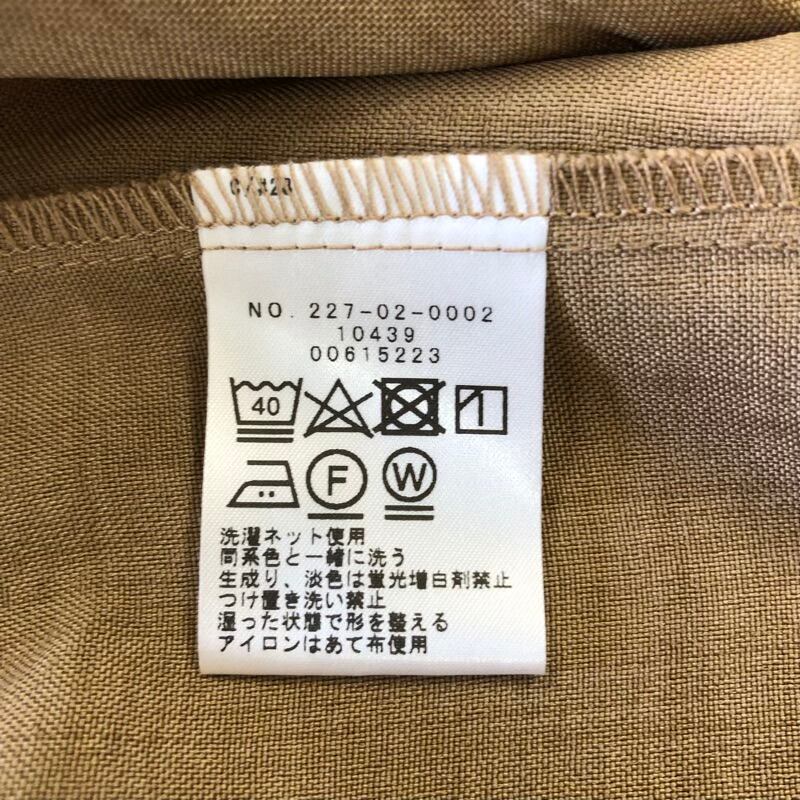 C/323
NO. 227-02-0002
10439
00615223
40
F W
洗濯ネット使用
同系色と一緒に洗う
生成り、淡色は蛍光増白剤禁止
つけ置き洗い禁止
湿った状態で形を整える
アイロンはあて布使用